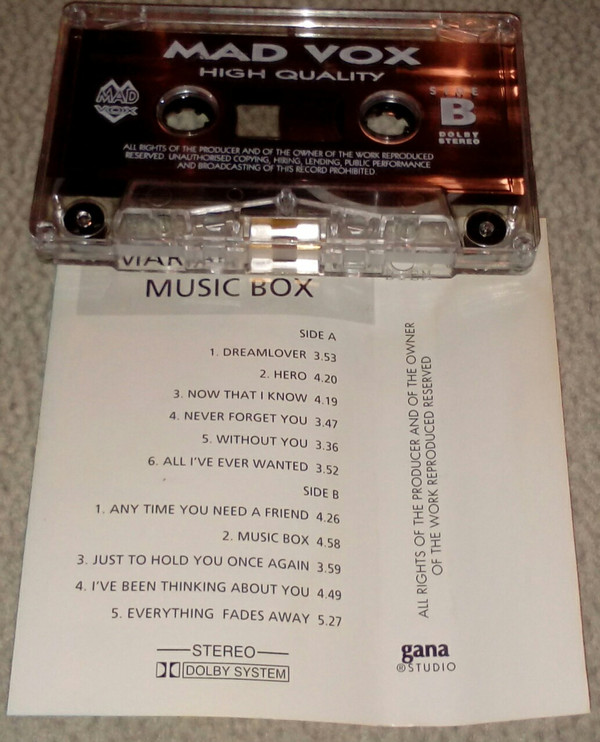 MAD VOX
HIGH QUALITY
MAD
VOX
SIDE
B
DOLBY
STEREO
ALL RIGHTS OF THE PRODUCER AND OF THE OWNER OF THE WORK REPRODUCED
RESERVED. UNAUTHORISED COPYING, HIRING, LENDING, PUBLIC PERFORMANCE
AND BROADCASTING OF THIS RECORD PROHIBITED
MUSIC BOX
SIDE A
1. DREAMLOVER 3.53
2. HERO 4.20
3. NOW THAT I KNOW 4.19
4. NEVER FORGET YOU 3.47
5. WITHOUT YOU 3.36
6. ALL I'VE EVER WANTED 3.52
SIDE B
1. ANY TIME YOU NEED A FRIEND 4.26
2. MUSIC BOX 4.58
3. JUST TO HOLD YOU ONCE AGAIN 3.59
4. I'VE BEEN THINKING ABOUT YOU 4.49
5. EVERYTHING FADES AWAY 5.27
STEREO
DOLBY SYSTEM
ALL RIGHTS OF THE PRODUCER AND OF THE OWNER
OF THE WORK REPRODUCED RESERVED
gana
®STUDIO